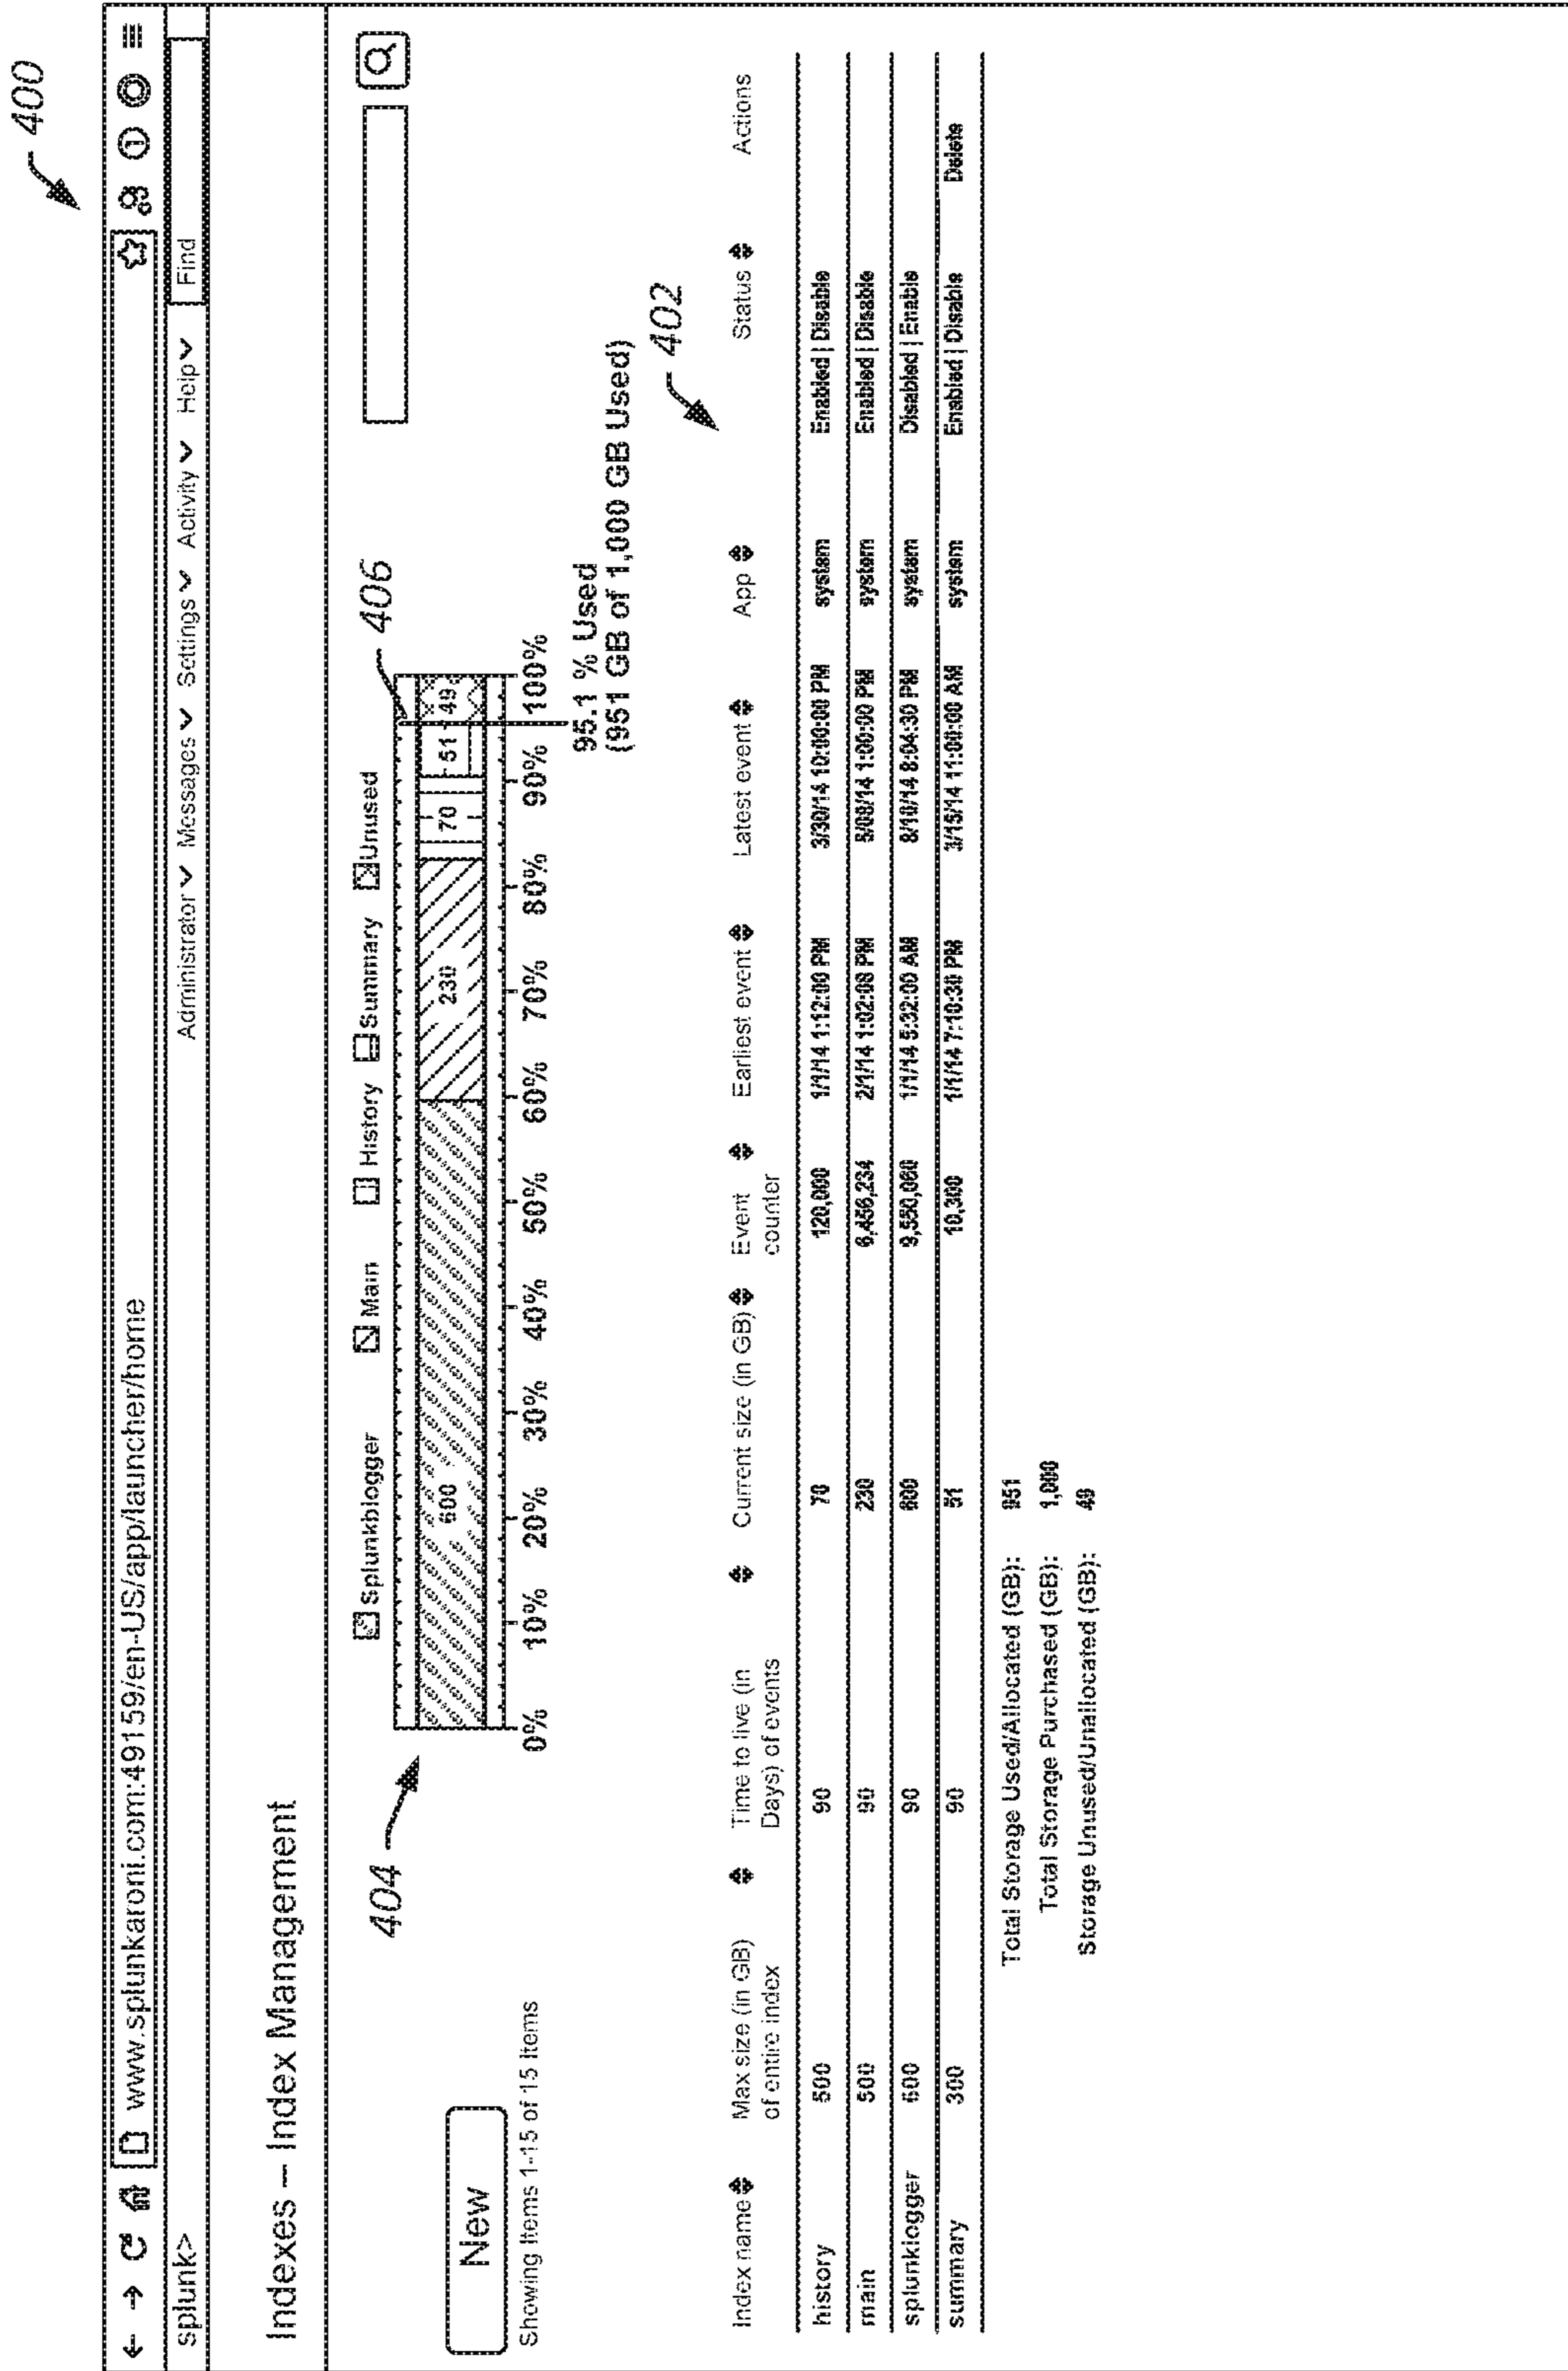 400
www.splunkaroni.com:49159/en-US/app/launcher/home
splunk> Administrator Messages Settings Activity Help Find
Indexes – Index Management
Splunkblogger Main History Summary Unused
404
406
600 230 70 51 49
0% 10% 20% 30% 40% 50% 60% 70% 80% 90% 100%
New
Showing Items 1-15 of 15 Items
95.1 % Used
(951 GB of 1,000 GB Used)
402
Index name Max size (in GB) Time to live (in Current size (in GB) Event Earliest event Latest event App Status Actions
of entire index Days) of events counter
history 500 90 70 120,000 1/1/14 1:12:00 PM 3/30/14 10:00:00 PM system Enabled | Disable
main 500 90 230 6,456,234 2/1/14 1:02:08 PM 5/08/14 1:00:00 PM system Enabled | Disable
splunklogger 600 90 600 9,550,060 1/1/14 5:32:00 AM 8/10/14 8:04:30 PM system Disabled | Enable
summary 300 90 51 10,300 1/1/14 7:10:30 PM 3/15/14 11:00:00 AM system Enabled | Disable Delete
Total Storage Used/Allocated (GB): 951
Total Storage Purchased (GB): 1,000
Storage Unused/Unallocated (GB): 49